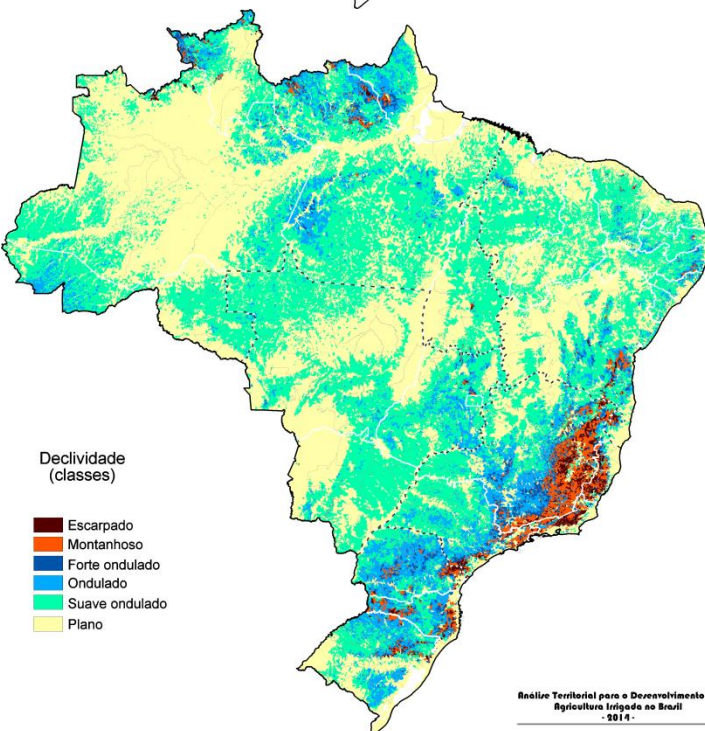 Declividade
(classes)
Escarpado
Montanhoso
Forte ondulado
Ondulado
Suave ondulado
Plano
Análise Territorial para o Desenvolvimento
Agricultura Irrigada no Brasil
- 2014 -